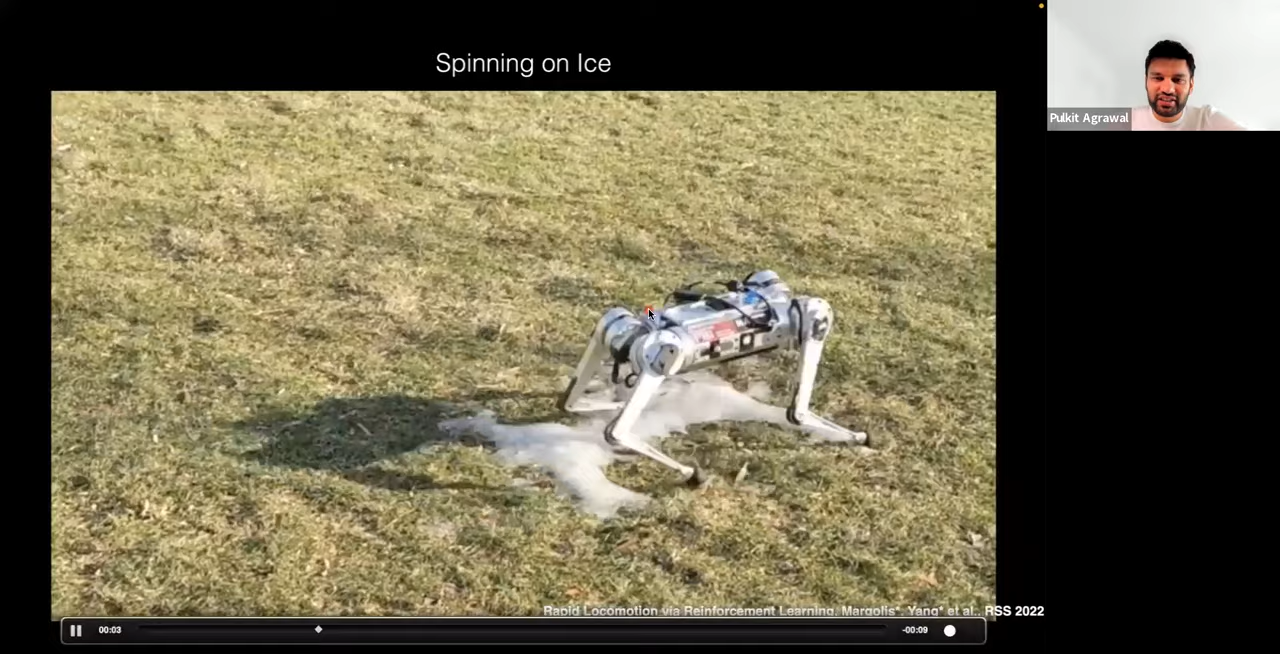 Spinning on Ice
Pulkit Agrawal
Rapid Locomotion via Reinforcement Learning, Margolis*, Yang* et al., RSS 2022
00:03
-00:09